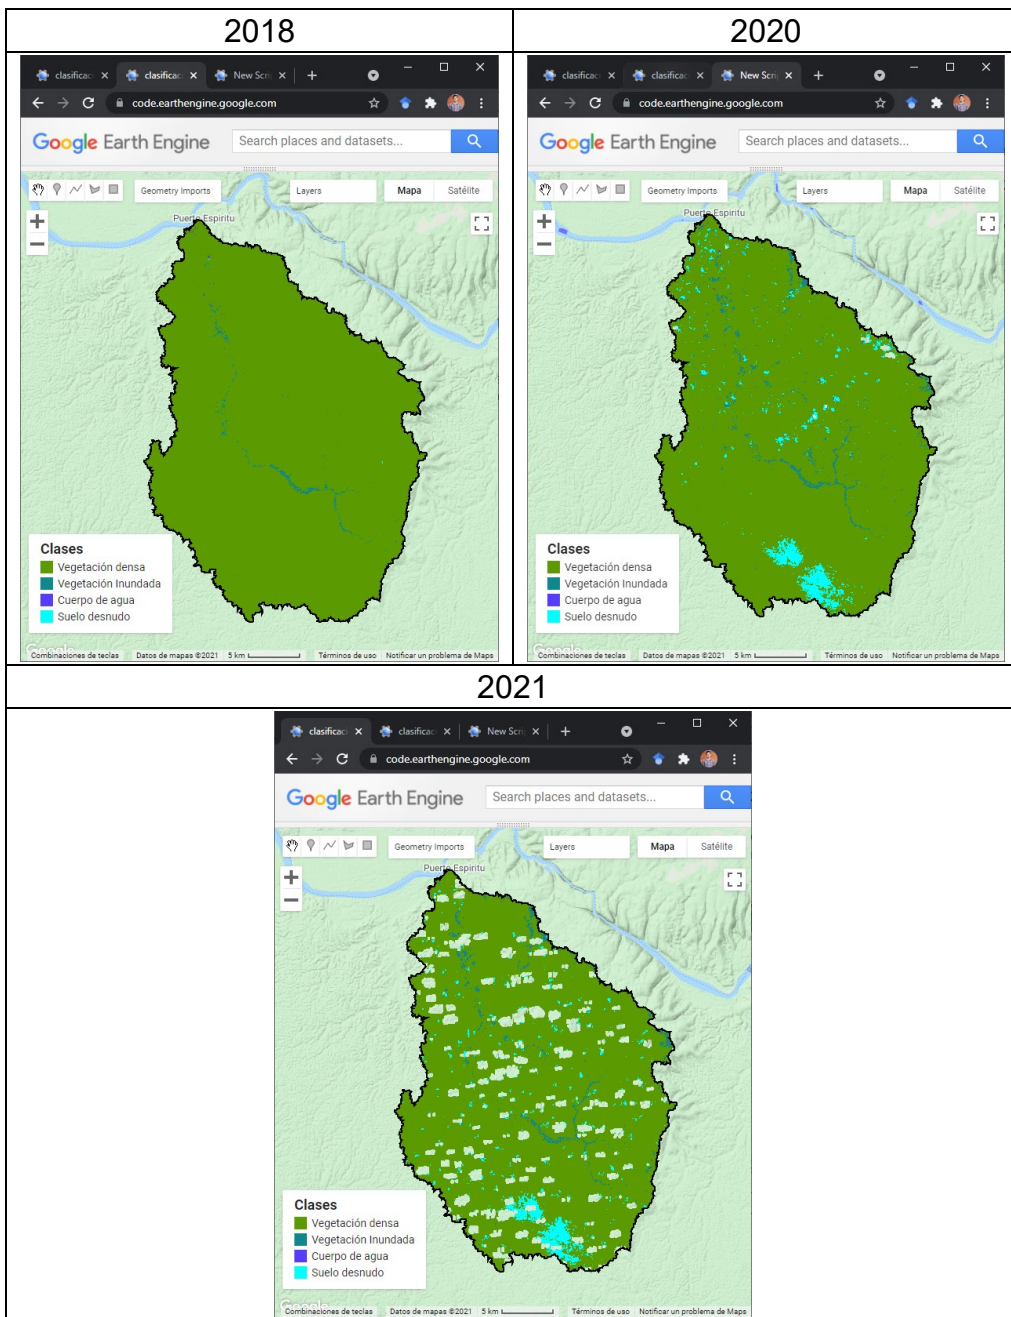 2018
2020
clasificac
clasificac
New Scri
code.earthengine.google.com
Google Earth Engine
Search places and datasets...
Geometry Imports
Layers
Mapa
Satélite
Puerto Espiritu
+
−
Clases
Vegetación densa
Vegetación Inundada
Cuerpo de agua
Suelo desnudo
Google
Combinaciones de teclas
Datos de mapas ©2021
5 km
Términos de uso
Notificar un problema de Maps
clasificac
clasificac
New Scri
code.earthengine.google.com
Google Earth Engine
Search places and datasets...
Geometry Imports
Layers
Mapa
Satélite
Puerto Espiritu
+
−
Clases
Vegetación densa
Vegetación Inundada
Cuerpo de agua
Suelo desnudo
Google
Combinaciones de teclas
Datos de mapas ©2021
5 km
Términos de uso
Notificar un problema de Maps
2021
clasificaci
clasificac
New Scri
code.earthengine.google.com
Google Earth Engine
Search places and datasets...
Geometry Imports
Layers
Mapa
Satélite
Puerto Espiritu
+
−
Clases
Vegetación densa
Vegetación Inundada
Cuerpo de agua
Suelo desnudo
Google
Combinaciones de teclas
Datos de mapas ©2021
5 km
Términos de uso
Notificar un problema de Maps